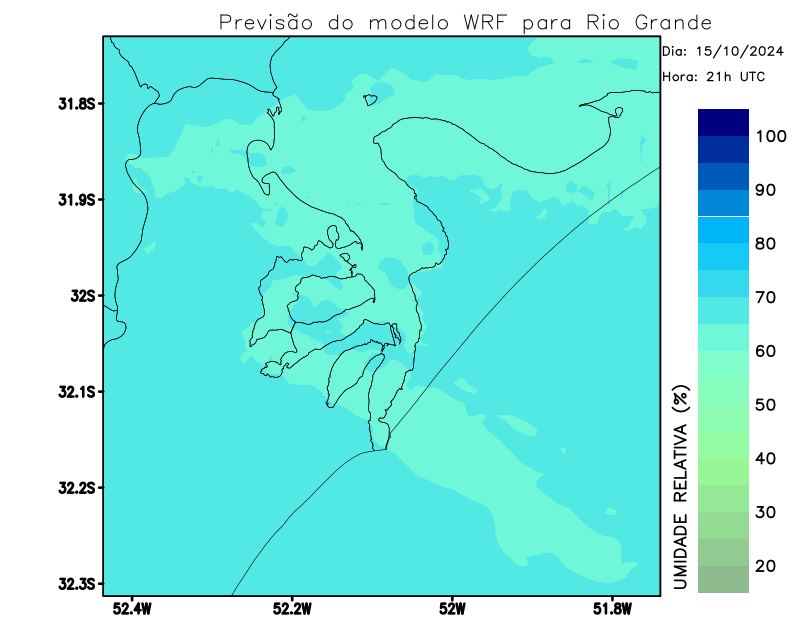 Previsão do modelo WRF para Rio Grande
Dia: 15/10/2024
Hora: 21h UTC
31.8S
31.9S
32S
32.1S
32.2S
32.3S
52.4W
52.2W
52W
51.8W
100
90
80
70
60
50
40
30
20
UMIDADE RELATIVA (%)